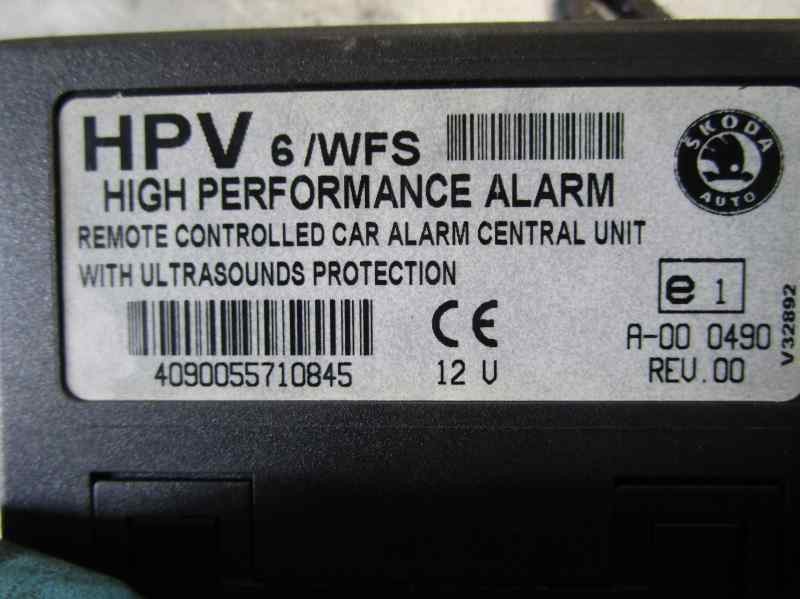 HPV 6 /WFS
ŠKODA
AUTO
HIGH PERFORMANCE ALARM
REMOTE CONTROLLED CAR ALARM CENTRAL UNIT
WITH ULTRASOUNDS PROTECTION
CE
e 1
4090055710845
12 V
A-00 0490
REV.00
V32892